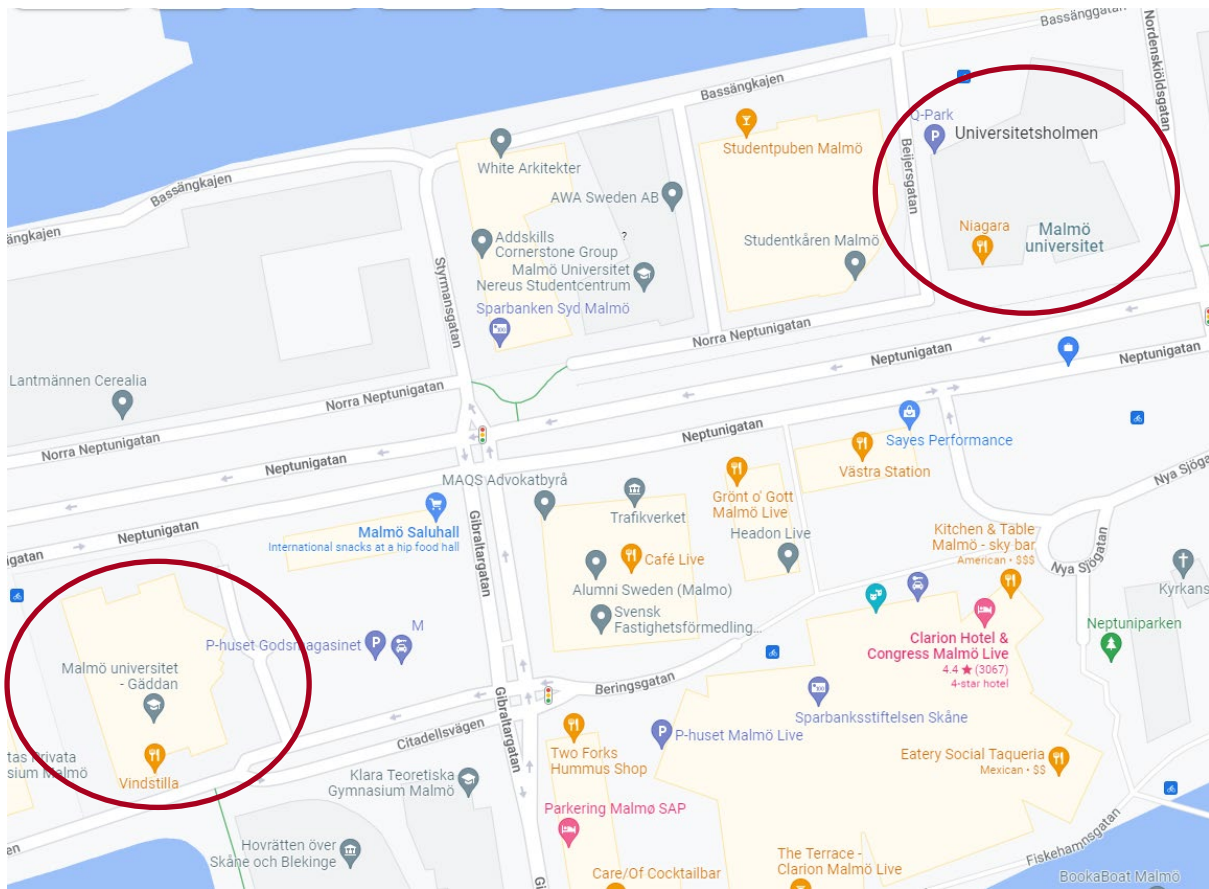 Bassänggatan
Nordenskiöldsgatan
Bassängkajen
Q-Park
P
Universitetsholmen
Studentpuben Malmö
Beijersgatan
White Arkitekter
Bassängkajen
AWA Sweden AB
Niagara
Malmö
universitet
ängkajen
Addskills
Cornerstone Group
?
Studentkåren Malmö
Styrmansgatan
Malmö Universitet
Nereus Studentcentrum
Sparbanken Syd Malmö
Norra Neptunigatan
Neptunigatan
Neptunigatan
Lantmännen Cerealia
Norra Neptunigatan
Neptunigatan
Sayes Performance
Norra Neptunigatan
Neptunigatan
Västra Station
Nya Sjögatan
MAQS Advokatbyrå
Grönt o' Gott
Malmö Live
Trafikverket
Malmö Saluhall
International snacks at a hip food hall
Neptunigatan
igatan
Gibraltargatan
Headon Live
Kitchen & Table
Malmö - sky bar
American • $$$
Café Live
Nya Sjögatan
Alumni Sweden (Malmo)
Kyrkans
Svensk
Fastighetsförmedling...
M
P-huset Godsmagasinet
P
Clarion Hotel &
Congress Malmö Live
4.4 ★ (3067)
4-star hotel
Neptuniparken
Malmö universitet
- Gäddan
Beringsgatan
Gibraltargatan
Sparbanksstiftelsen Skåne
Citadellsvägen
P
P-huset Malmö Live
tas Privata
sium Malmö
Vindstilla
Two Forks
Hummus Shop
Eatery Social Taqueria
Mexican • $$
Klara Teoretiska
Gymnasium Malmö
Parkering Malmø SAP
Hovrätten över
Skåne och Blekinge
en
Gi
Fiskehamnsgatan
The Terrace -
Clarion Malmö Live
Care/Of Cocktailbar
BookaBoat Malmö